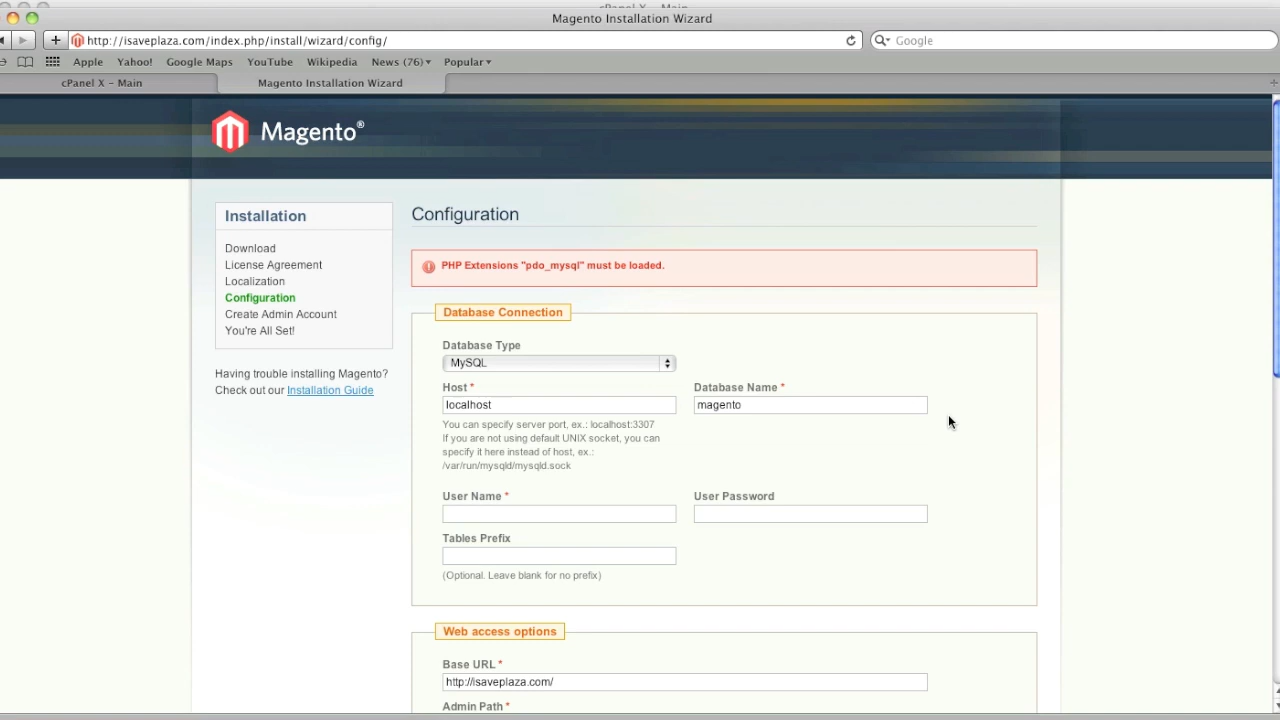 cPanel X – Main
Magento Installation Wizard
http://isaveplaza.com/index.php/install/wizard/config/
Google
Apple Yahoo! Google Maps YouTube Wikipedia News (76) Popular
cPanel X – Main
Magento Installation Wizard
Magento®
Installation
Download
License Agreement
Localization
Configuration
Create Admin Account
You're All Set!
Having trouble installing Magento?
Check out our Installation Guide
Configuration
PHP Extensions "pdo_mysql" must be loaded.
Database Connection
Database Type
MySQL
Host *
Database Name *
localhost
magento
You can specify server port, ex.: localhost:3307
If you are not using default UNIX socket, you can
specify it here instead of host, ex.:
/var/run/mysqld/mysqld.sock
User Name *
User Password
Tables Prefix
(Optional. Leave blank for no prefix)
Web access options
Base URL *
http://isaveplaza.com/
Admin Path *